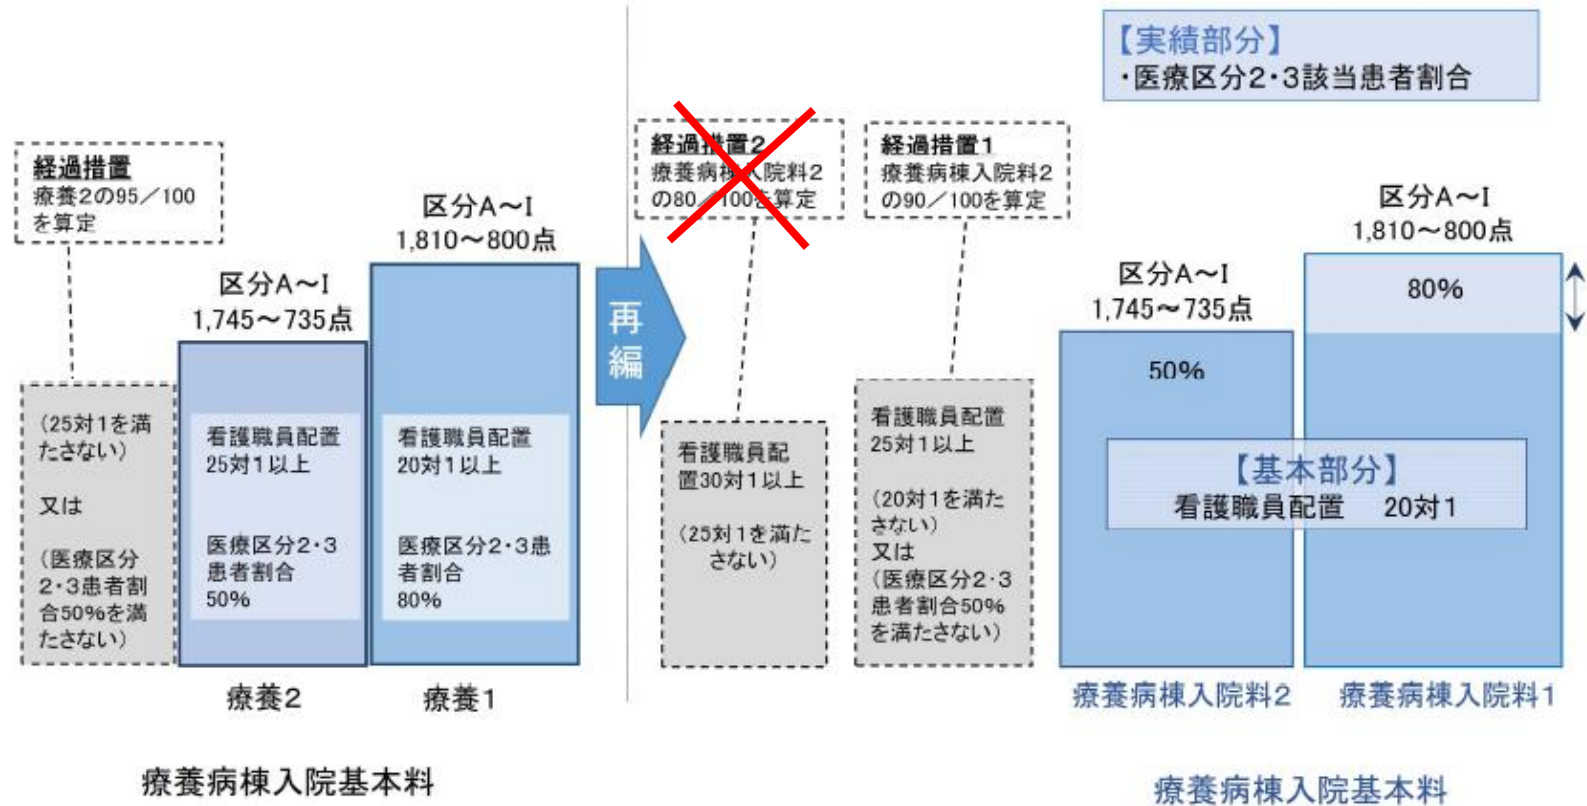 経過措置
療養2の95／100
を算定
区分A～I
1,745～735点
区分A～I
1,810～800点
（25対1を満
たさない）
又は
（医療区分
2・3患者割
合50%を満
たさない）
看護職員配置
25対1以上
医療区分2・3
患者割合
50%
看護職員配置
20対1以上
医療区分2・3患
者割合
80%
療養2
療養1
療養病棟入院基本料
再
編
経過措置2
療養病棟入院料2
の80／100を算定
看護職員配
置30対1以上
（25対1を満た
さない）
経過措置1
療養病棟入院料2
の90／100を算定
看護職員配置
25対1以上
（20対1を満た
さない）
又は
（医療区分2・3
患者割合50%
を満たさない）
【実績部分】
・医療区分2・3該当患者割合
区分A～I
1,745～735点
50%
区分A～I
1,810～800点
80%
【基本部分】
看護職員配置　20対1
療養病棟入院料2
療養病棟入院料1
療養病棟入院基本料